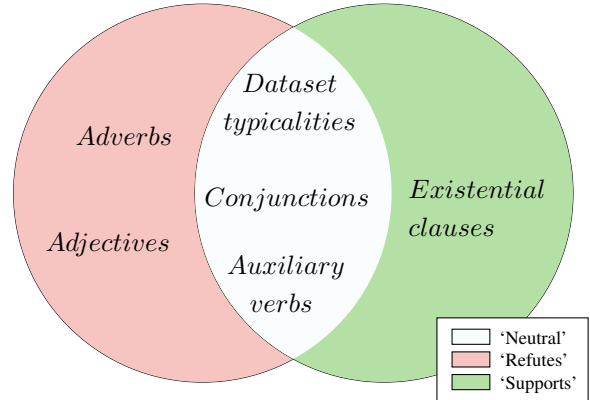 Dataset
typicalities
Adverbs
Conjunctions
Existential
clauses
Adjectives
Auxiliary
verbs
‘Neutral’
‘Refutes’
‘Supports’